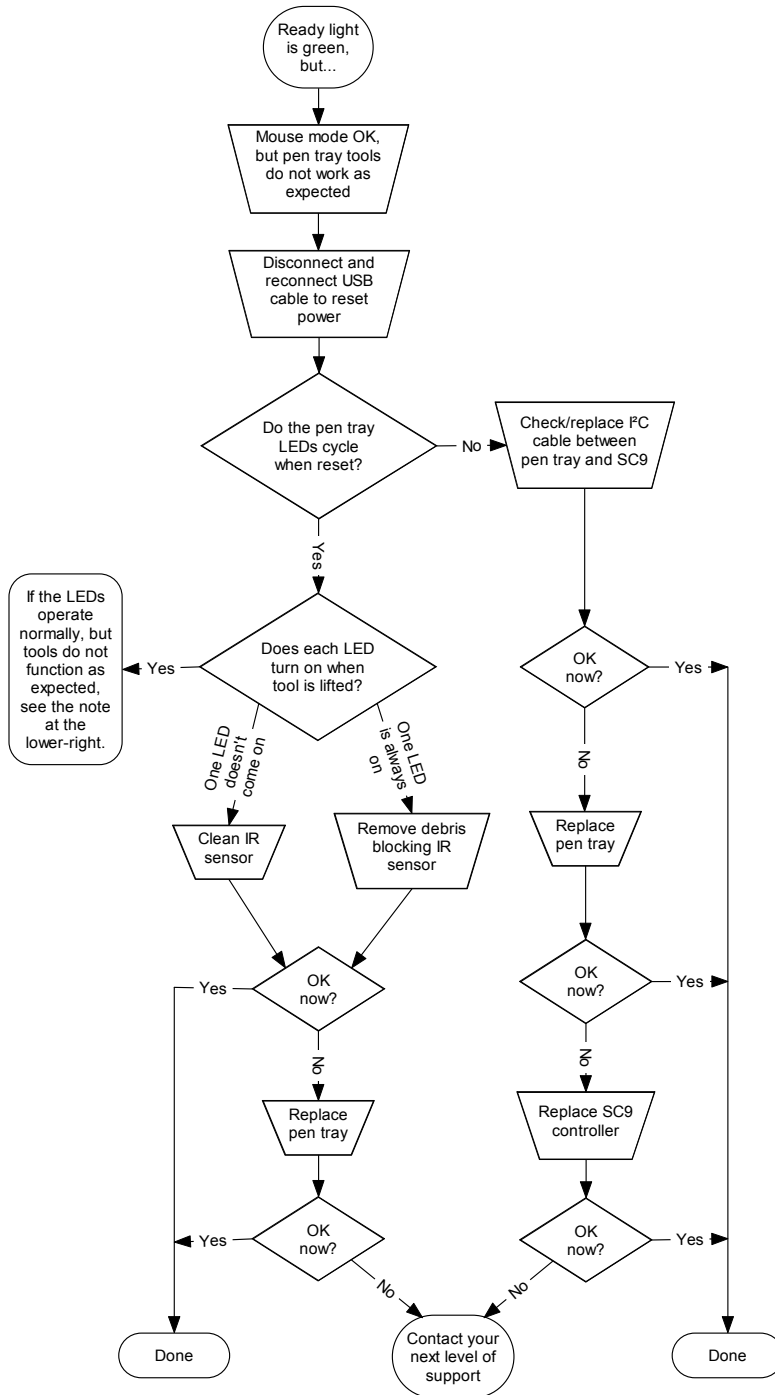 Ready light
is green,
but...
Mouse mode OK,
but pen tray tools
do not work as
expected
Disconnect and
reconnect USB
cable to reset
power
Do the pen tray
LEDs cycle
when reset?
No
Check/replace I²C
cable between
pen tray and SC9
Yes
If the LEDs
operate
normally, but
tools do not
function as
expected,
see the note
at the
lower-right.
Yes
Does each LED
turn on when
tool is lifted?
OK
now?
Yes
One LED
doesn't
come on
One LED
is always
on
No
Clean IR
sensor
Remove debris
blocking IR
sensor
Replace
pen tray
Yes
OK
now?
OK
now?
Yes
No
No
Replace
pen tray
Replace SC9
controller
Yes
OK
now?
OK
now?
Yes
No
No
Done
Contact your
next level of
support
Done